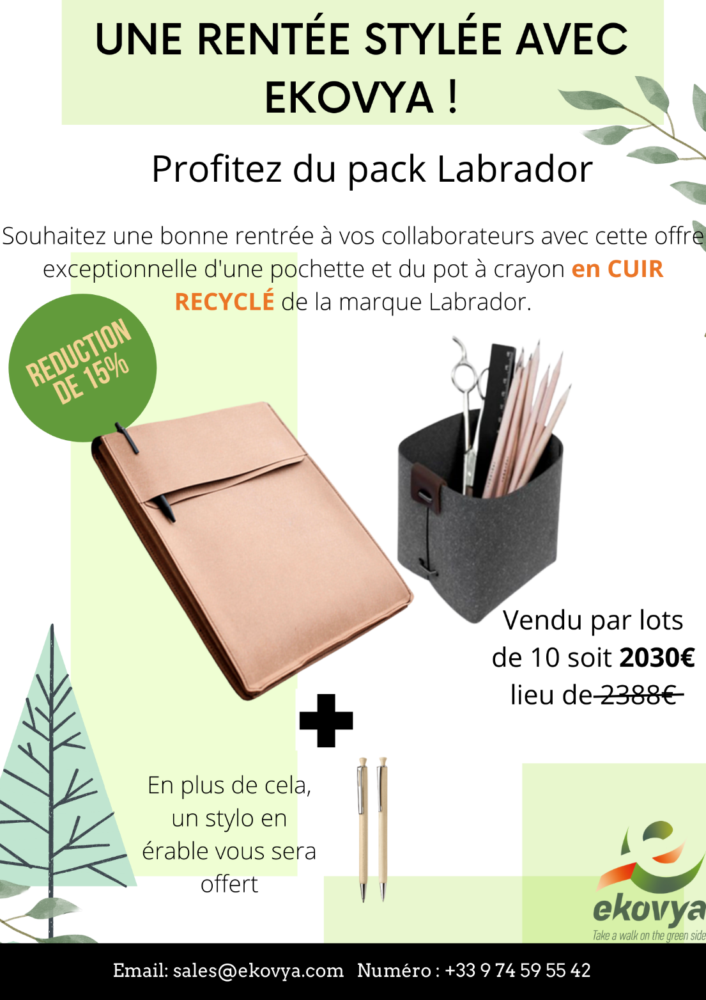 UNE RENTÉE STYLÉE AVEC
EKOVYA !
Profitez du pack Labrador
Souhaitez une bonne rentrée à vos collaborateurs avec cette offre
exceptionnelle d'une pochette et du pot à crayon en CUIR
RECYCLÉ de la marque Labrador.
REDUCTION
DE 15%
Vendu par lots
de 10 soit 2030€
lieu de 2388€
En plus de cela,
un stylo en
érable vous sera
offert
ekovya
Take a walk on the green side
Email: sales@ekovya.com Numéro : +33 9 74 59 55 42